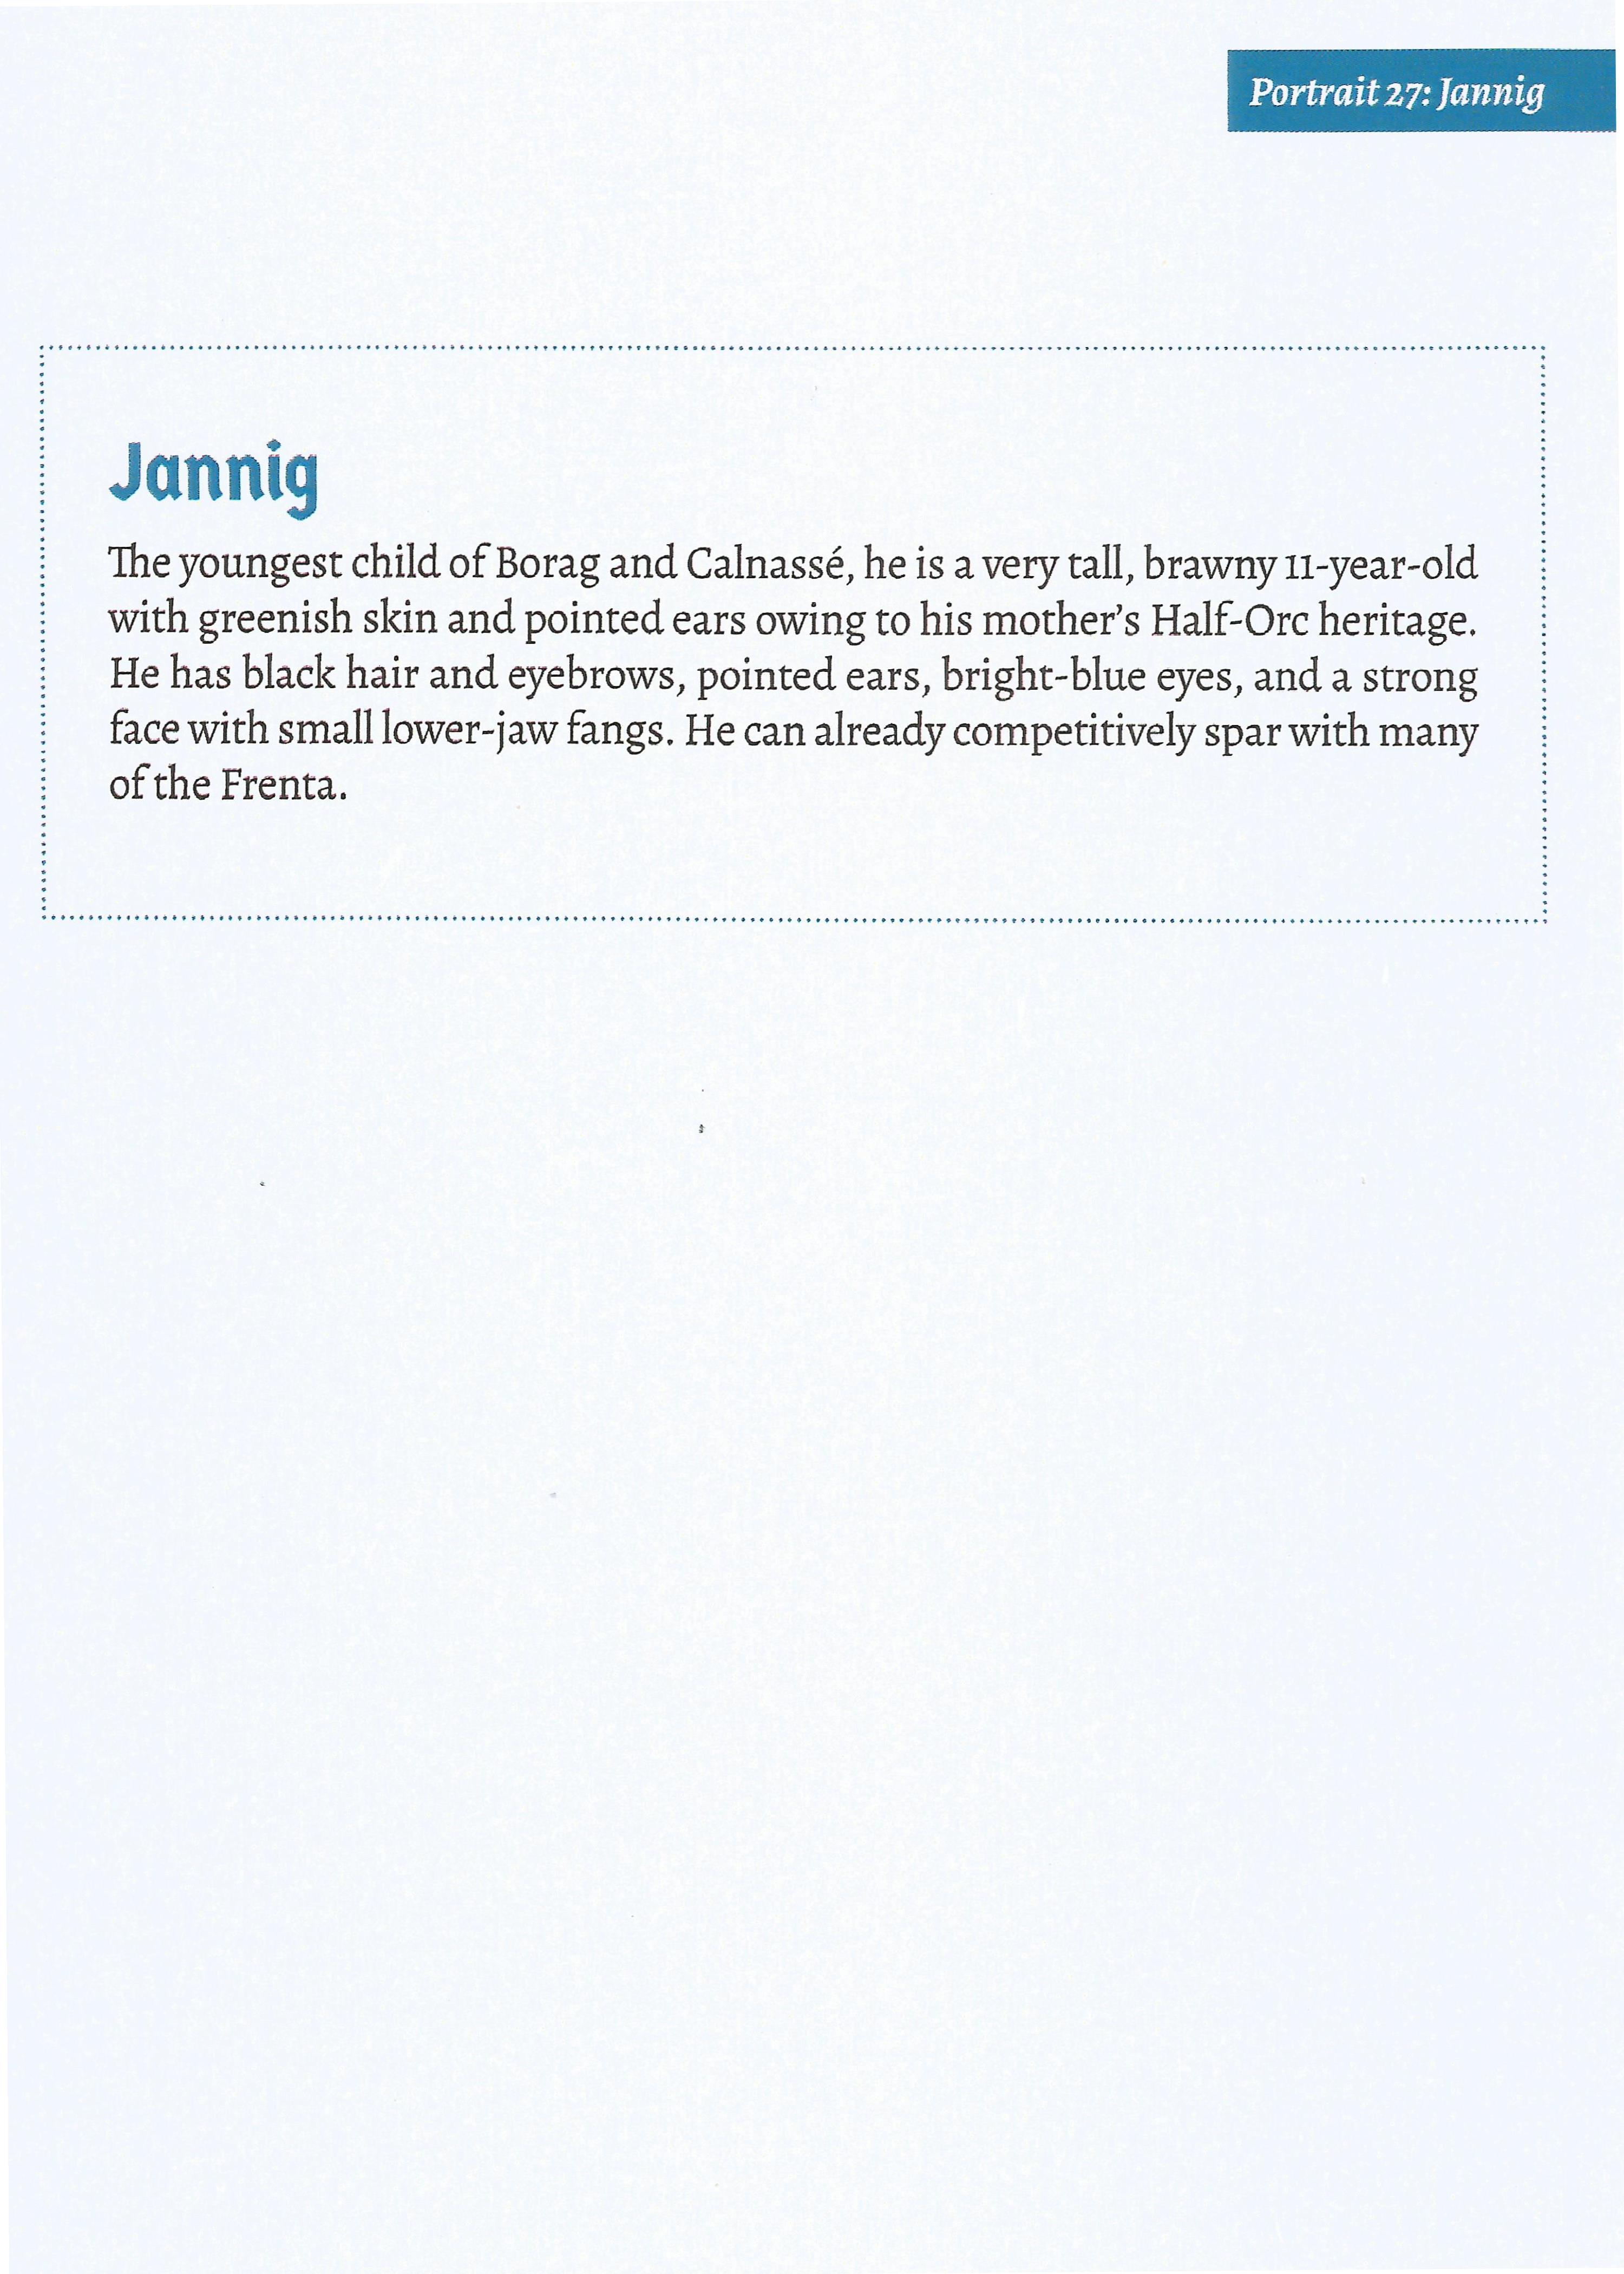 Portrait 27: Jannig
Jannig
The youngest child of Borag and Calnassé, he is a very tall, brawny 11-year-old
with greenish skin and pointed ears owing to his mother’s Half-Orc heritage.
He has black hair and eyebrows, pointed ears, bright-blue eyes, and a strong
face with small lower-jaw fangs. He can already competitively spar with many
of the Frenta.